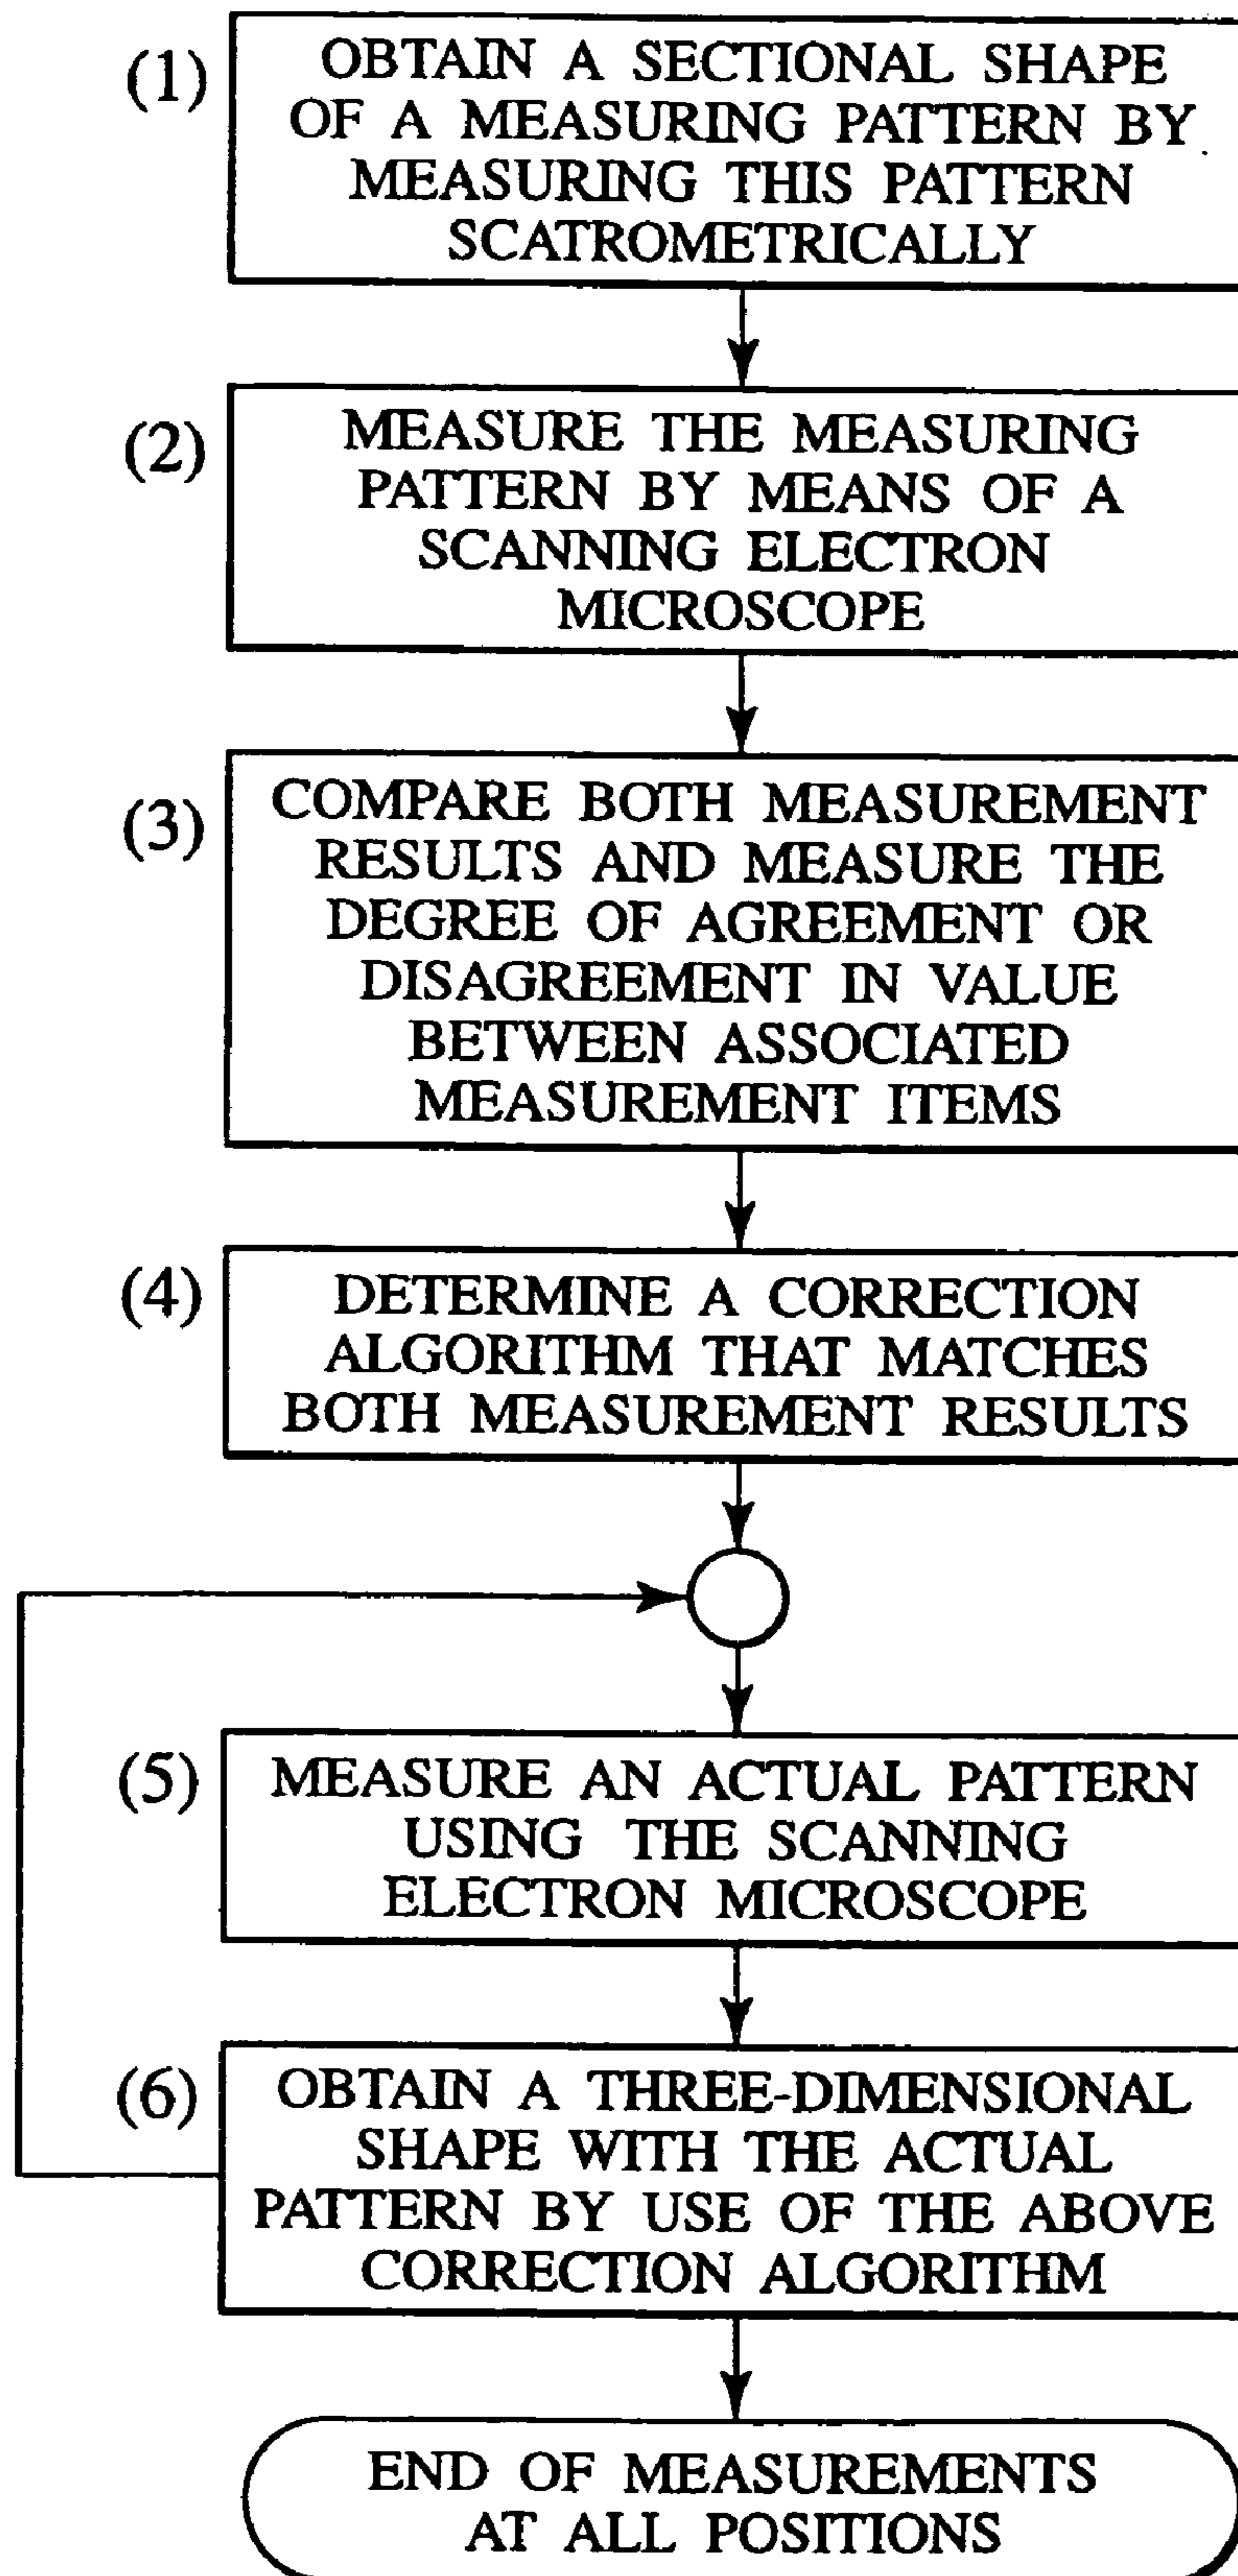 (1)
OBTAIN A SECTIONAL SHAPE
OF A MEASURING PATTERN BY
MEASURING THIS PATTERN
SCATROMETRICALLY
(2)
MEASURE THE MEASURING
PATTERN BY MEANS OF A
SCANNING ELECTRON
MICROSCOPE
(3)
COMPARE BOTH MEASUREMENT
RESULTS AND MEASURE THE
DEGREE OF AGREEMENT OR
DISAGREEMENT IN VALUE
BETWEEN ASSOCIATED
MEASUREMENT ITEMS
(4)
DETERMINE A CORRECTION
ALGORITHM THAT MATCHES
BOTH MEASUREMENT RESULTS
(5)
MEASURE AN ACTUAL PATTERN
USING THE SCANNING
ELECTRON MICROSCOPE
(6)
OBTAIN A THREE-DIMENSIONAL
SHAPE WITH THE ACTUAL
PATTERN BY USE OF THE ABOVE
CORRECTION ALGORITHM
END OF MEASUREMENTS
AT ALL POSITIONS